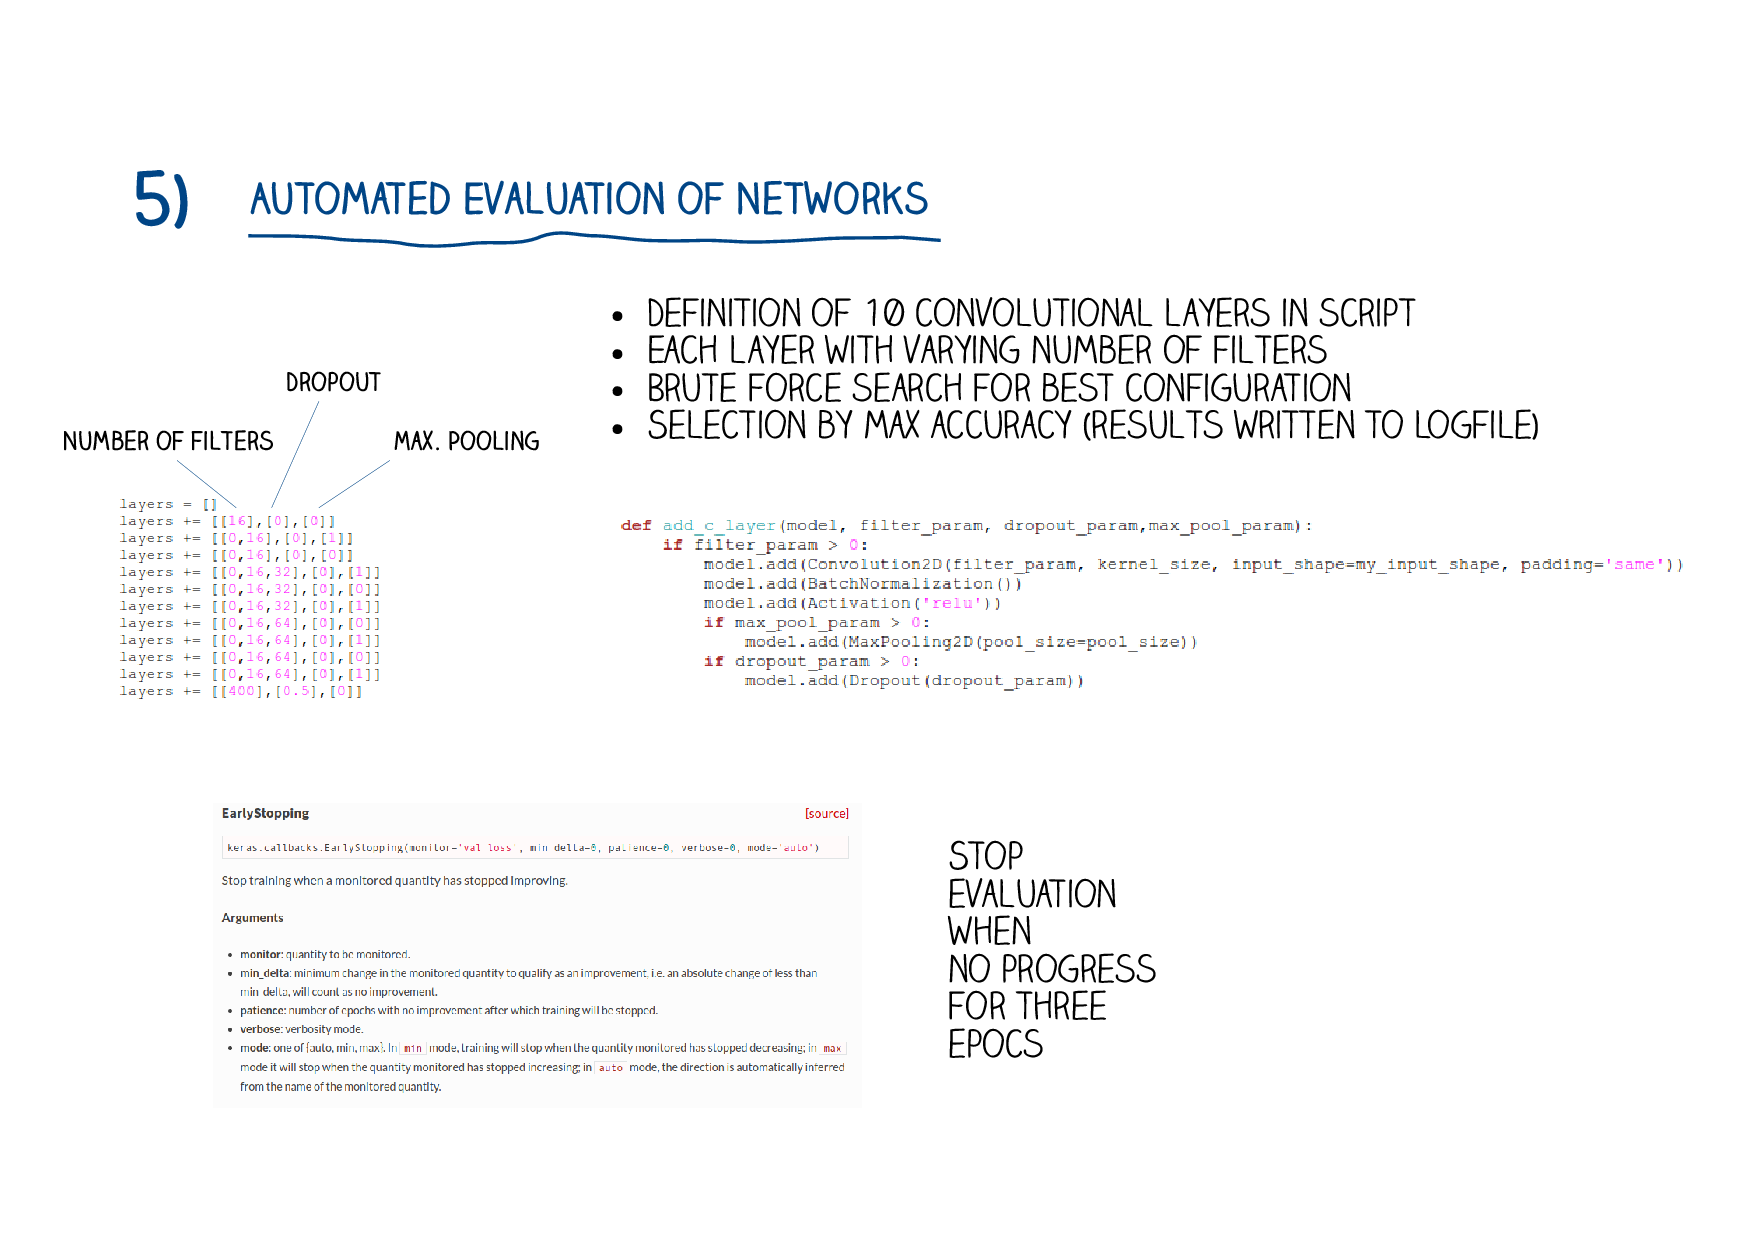 5) AUTOMATED EVALUATION OF NETWORKS
• DEFINITION OF 10 CONVOLUTIONAL LAYERS IN SCRIPT
• EACH LAYER WITH VARYING NUMBER OF FILTERS
• BRUTE FORCE SEARCH FOR BEST CONFIGURATION
• SELECTION BY MAX ACCURACY (RESULTS WRITTEN TO LOGFILE)
DROPOUT
NUMBER OF FILTERS
MAX. POOLING
layers = []
layers += [[16],[0],[0]]
layers += [[0,16],[0],[1]]
layers += [[0,16],[0],[0]]
layers += [[0,16,32],[0],[1]]
layers += [[0,16,32],[0],[0]]
layers += [[0,16,32],[0],[1]]
layers += [[0,16,64],[0],[0]]
layers += [[0,16,64],[0],[1]]
layers += [[0,16,64],[0],[0]]
layers += [[0,16,64],[0],[1]]
layers += [[400],[0.5],[0]]
def add_c_layer(model, filter_param, dropout_param,max_pool_param):
if filter_param > 0:
model.add(Convolution2D(filter_param, kernel_size, input_shape=my_input_shape, padding='same'))
model.add(BatchNormalization())
model.add(Activation('relu'))
if max_pool_param > 0:
model.add(MaxPooling2D(pool_size=pool_size))
if dropout_param > 0:
model.add(Dropout(dropout_param))
EarlyStopping [source]
keras.callbacks.EarlyStopping(monitor='val_loss', min_delta=0, patience=0, verbose=0, mode='auto')
Stop training when a monitored quantity has stopped improving.
Arguments
• monitor: quantity to be monitored.
• min_delta: minimum change in the monitored quantity to qualify as an improvement, i.e. an absolute change of less than
min_delta, will count as no improvement.
• patience: number of epochs with no improvement after which training will be stopped.
• verbose: verbosity mode.
• mode: one of {auto, min, max}. In min mode, training will stop when the quantity monitored has stopped decreasing; in max
mode it will stop when the quantity monitored has stopped increasing; in auto mode, the direction is automatically inferred
from the name of the monitored quantity.
STOP
EVALUATION
WHEN
NO PROGRESS
FOR THREE
EPOCS